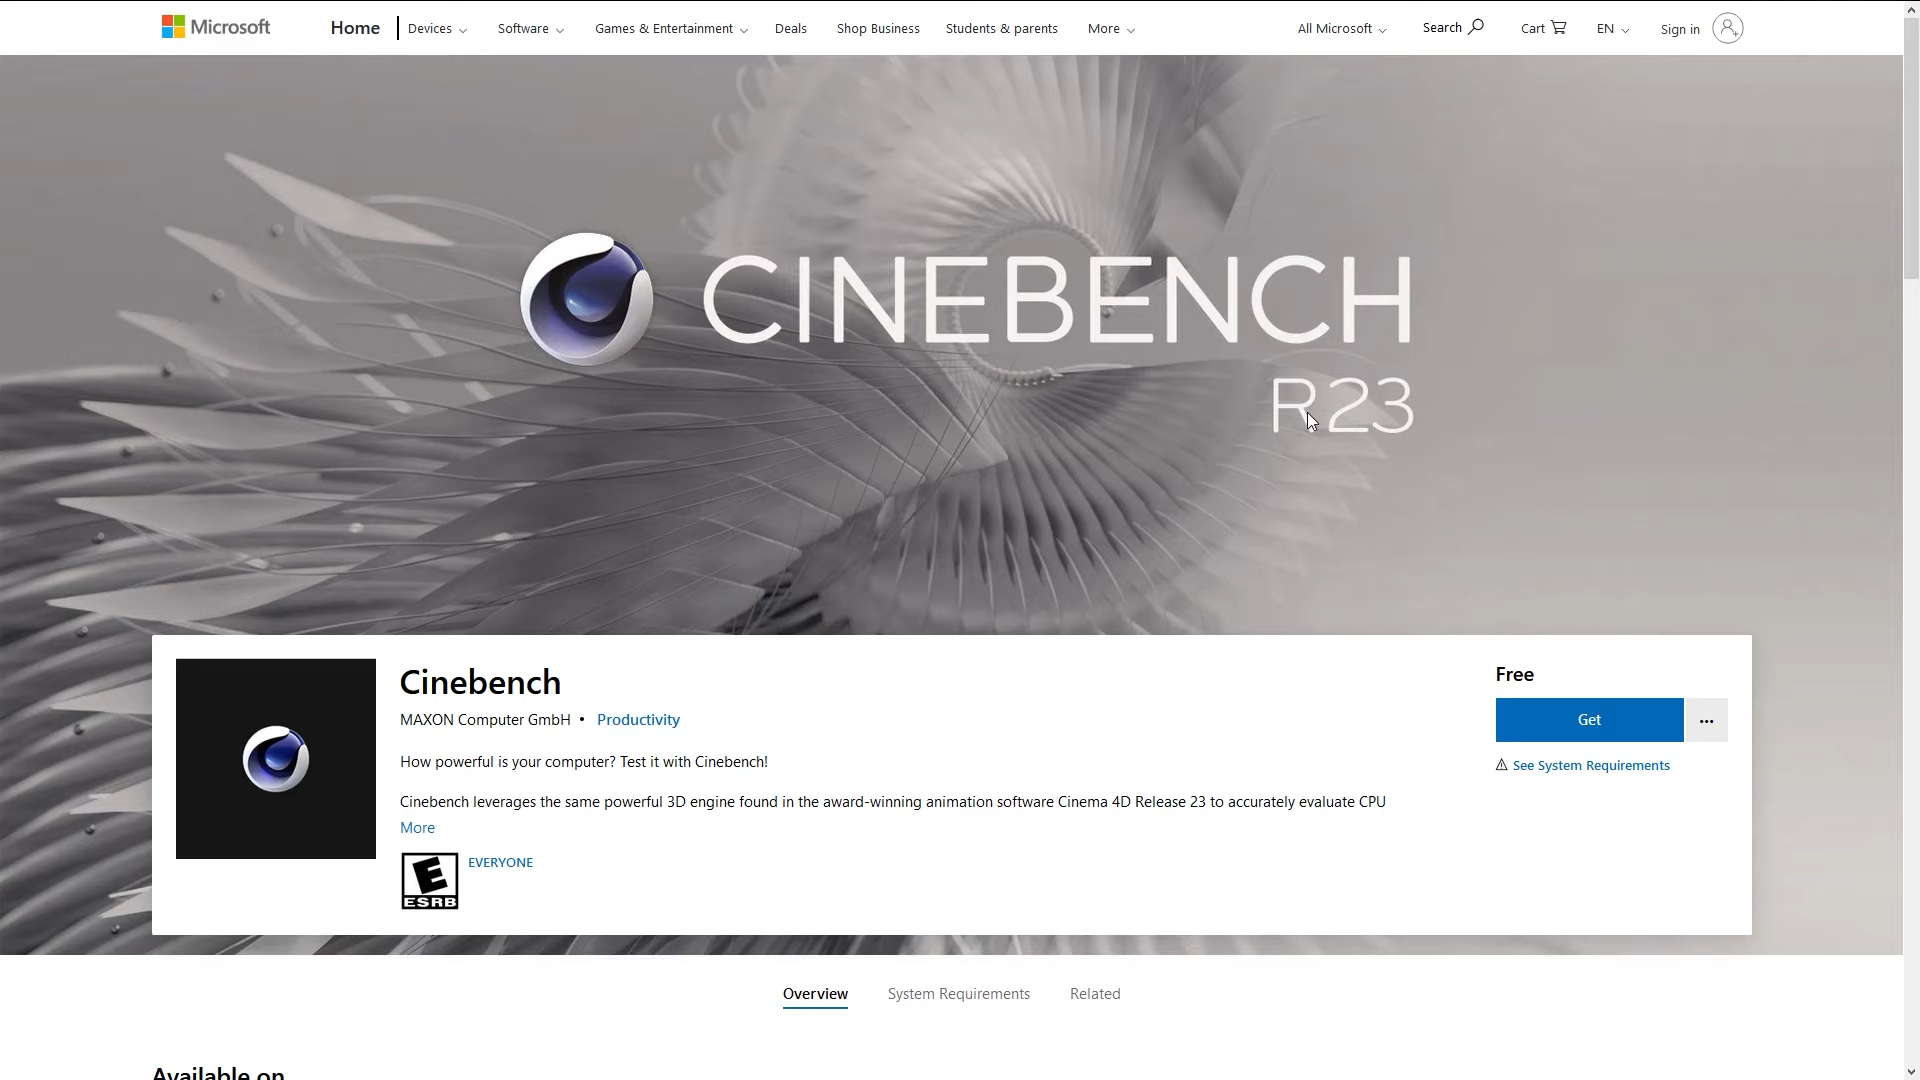 Microsoft
Home
Devices
Software
Games & Entertainment
Deals
Shop Business
Students & parents
More
All Microsoft
Search
Cart
EN
Sign in
CINEBENCH
R23
Cinebench
MAXON Computer GmbH • Productivity
How powerful is your computer? Test it with Cinebench!
Cinebench leverages the same powerful 3D engine found in the award-winning animation software Cinema 4D Release 23 to accurately evaluate CPU
More
E
ESRB
EVERYONE
Free
Get
...
See System Requirements
Overview
System Requirements
Related
Available on